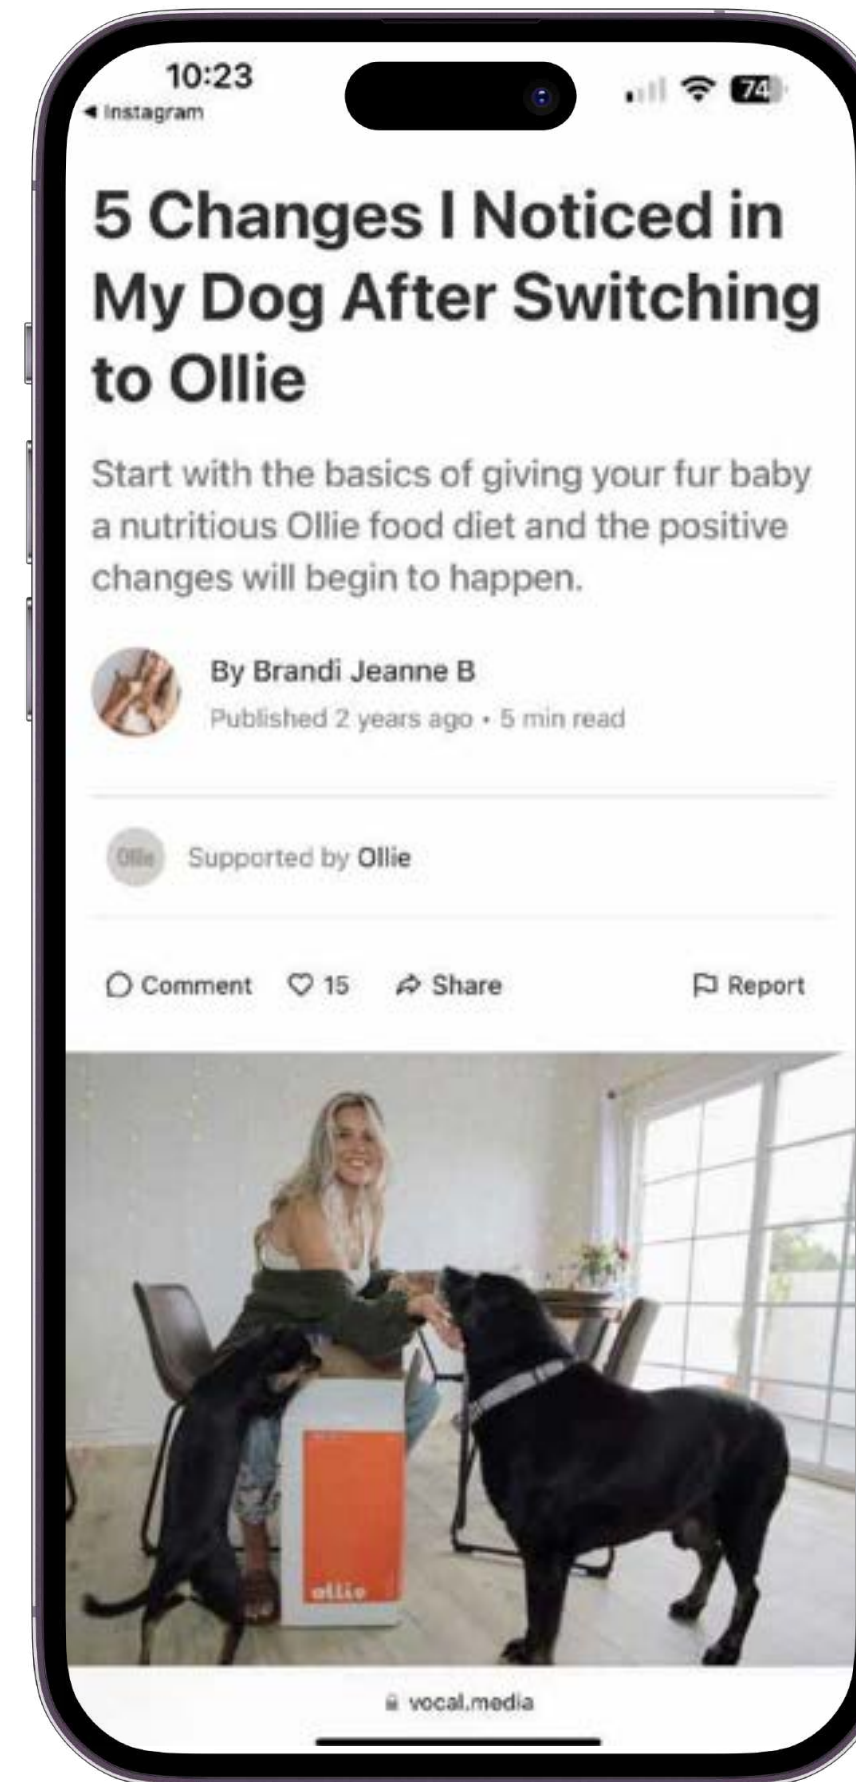 10:23
74
◀ Instagram
5 Changes I Noticed in
My Dog After Switching
to Ollie
Start with the basics of giving your fur baby
a nutritious Ollie food diet and the positive
changes will begin to happen.
By Brandi Jeanne B
Published 2 years ago • 5 min read
Ollie
Supported by Ollie
Comment 15 Share Report
ollie
vocal.media